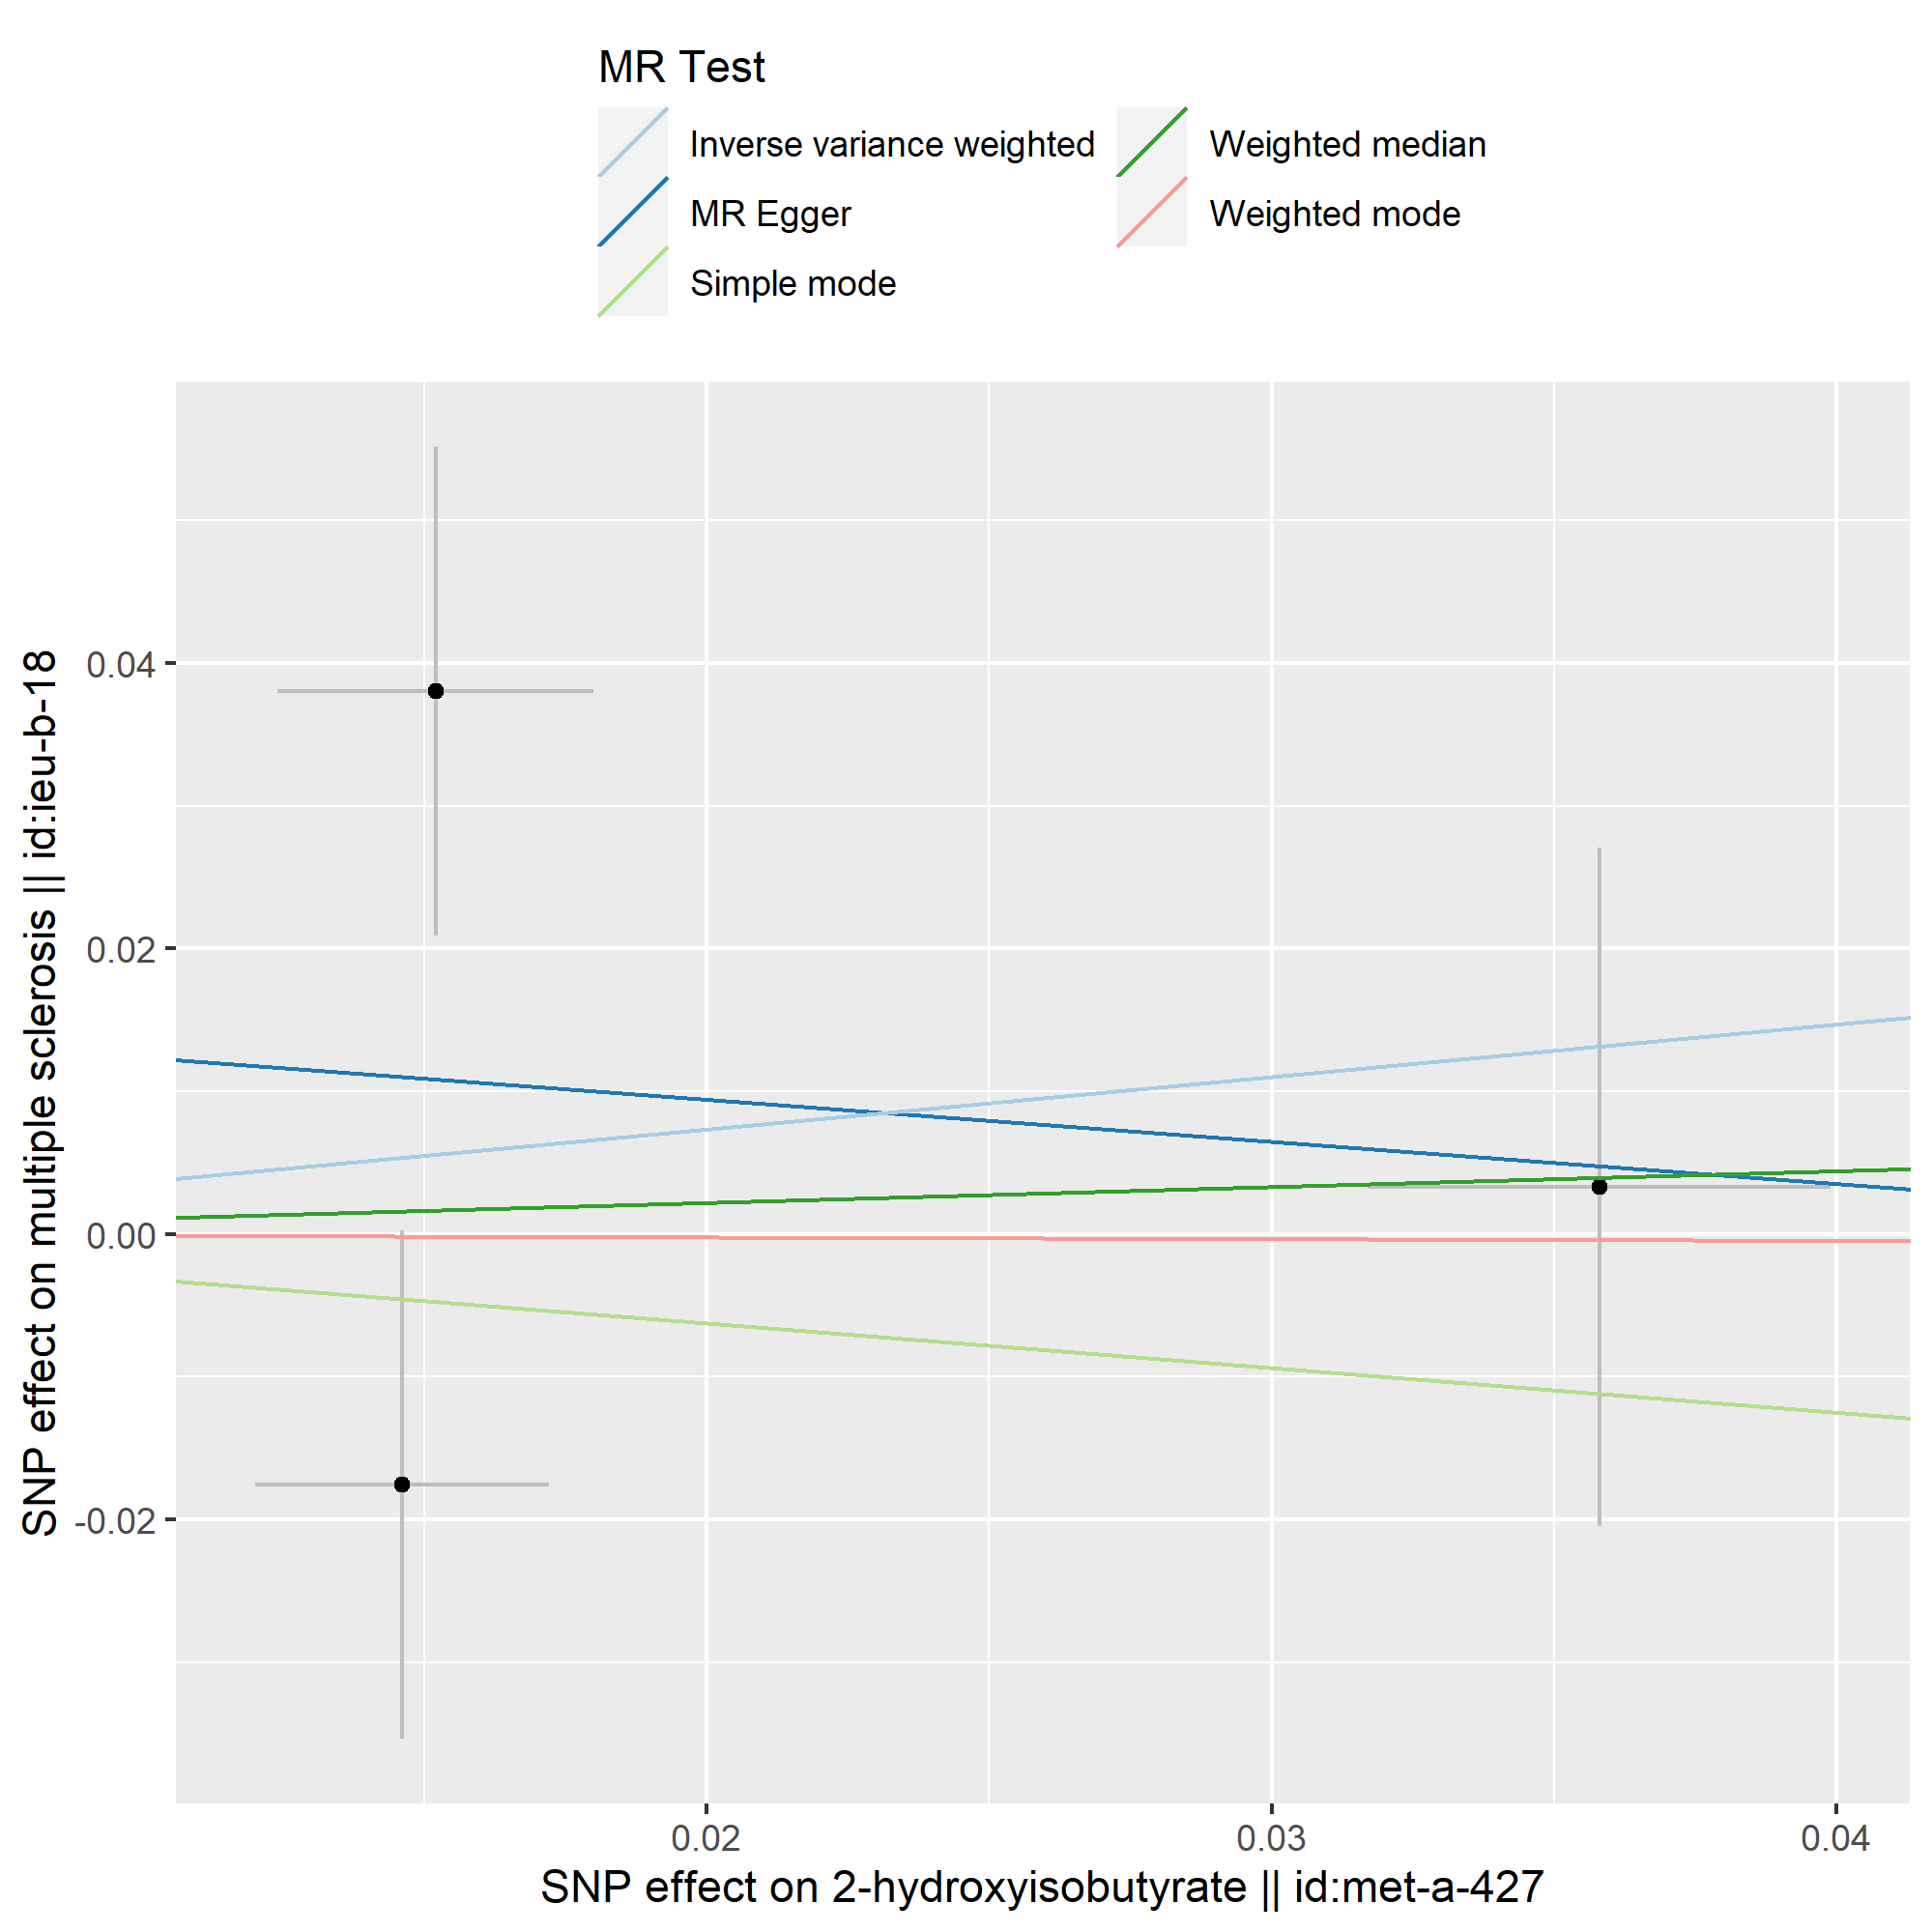 MR Test
Inverse variance weighted
MR Egger
Simple mode
Weighted median
Weighted mode
SNP effect on multiple sclerosis || id:ieu-b-18
0.04
0.02
0.00
-0.02
0.02
0.03
0.04
SNP effect on 2-hydroxyisobutyrate || id:met-a-427